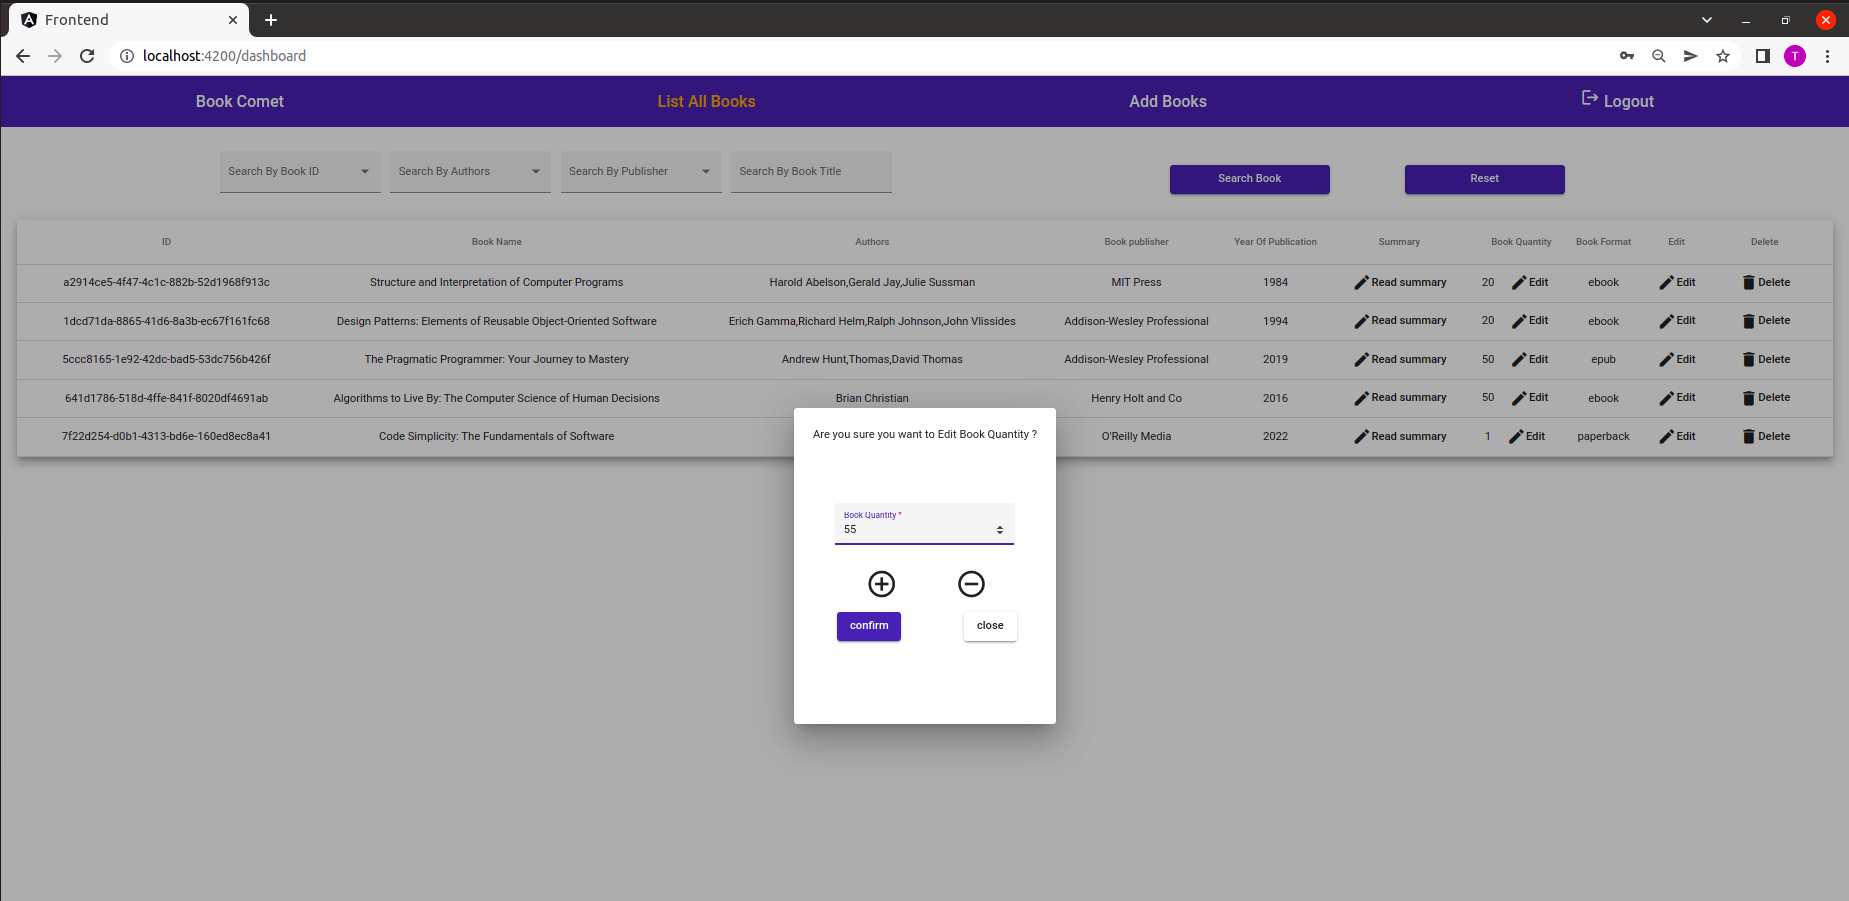 Frontend
localhost:4200/dashboard
T
Book Comet List All Books Add Books Logout
Search By Book ID Search By Authors Search By Publisher Search By Book Title Search Book Reset
ID Book Name Authors Book publisher Year Of Publication Summary Book Quantity Book Format Edit Delete
a2914ce5-4f47-4c1c-882b-52d1968f913c Structure and Interpretation of Computer Programs Harold Abelson,Gerald Jay,Julie Sussman MIT Press 1984 Read summary 20 Edit ebook Edit Delete
1dcd71da-8865-41d6-8a3b-ec67f161fc68 Design Patterns: Elements of Reusable Object-Oriented Software Erich Gamma,Richard Helm,Ralph Johnson,John Vlissides Addison-Wesley Professional 1994 Read summary 20 Edit ebook Edit Delete
5ccc8165-1e92-42dc-bad5-53dc756b426f The Pragmatic Programmer: Your Journey to Mastery Andrew Hunt,Thomas,David Thomas Addison-Wesley Professional 2019 Read summary 50 Edit epub Edit Delete
641d1786-518d-4ffe-841f-8020df4691ab Algorithms to Live By: The Computer Science of Human Decisions Brian Christian Henry Holt and Co 2016 Read summary 50 Edit ebook Edit Delete
7f22d254-d0b1-4313-bd6e-160ed8ec8a41 Code Simplicity: The Fundamentals of Software O'Reilly Media 2022 Read summary 1 Edit paperback Edit Delete
Are you sure you want to Edit Book Quantity ?
Book Quantity *
55
confirm close